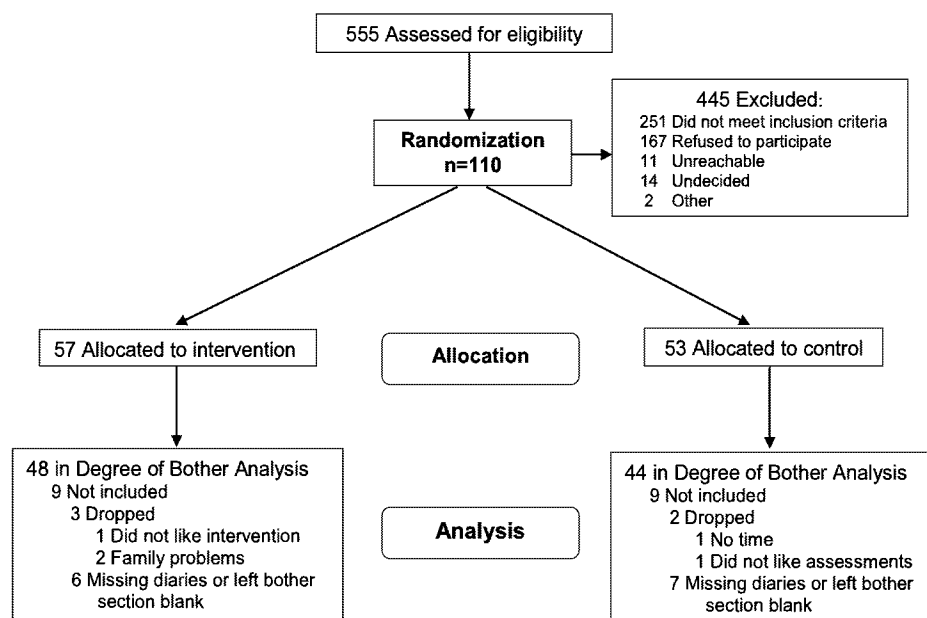 555 Assessed for eligibility
445 Excluded:
251 Did not meet inclusion criteria
167 Refused to participate
11 Unreachable
14 Undecided
2 Other
Randomization
n=110
57 Allocated to intervention
Allocation
53 Allocated to control
48 in Degree of Bother Analysis
9 Not included
3 Dropped
1 Did not like intervention
2 Family problems
6 Missing diaries or left bother
section blank
Analysis
44 in Degree of Bother Analysis
9 Not included
2 Dropped
1 No time
1 Did not like assessments
7 Missing diaries or left bother
section blank